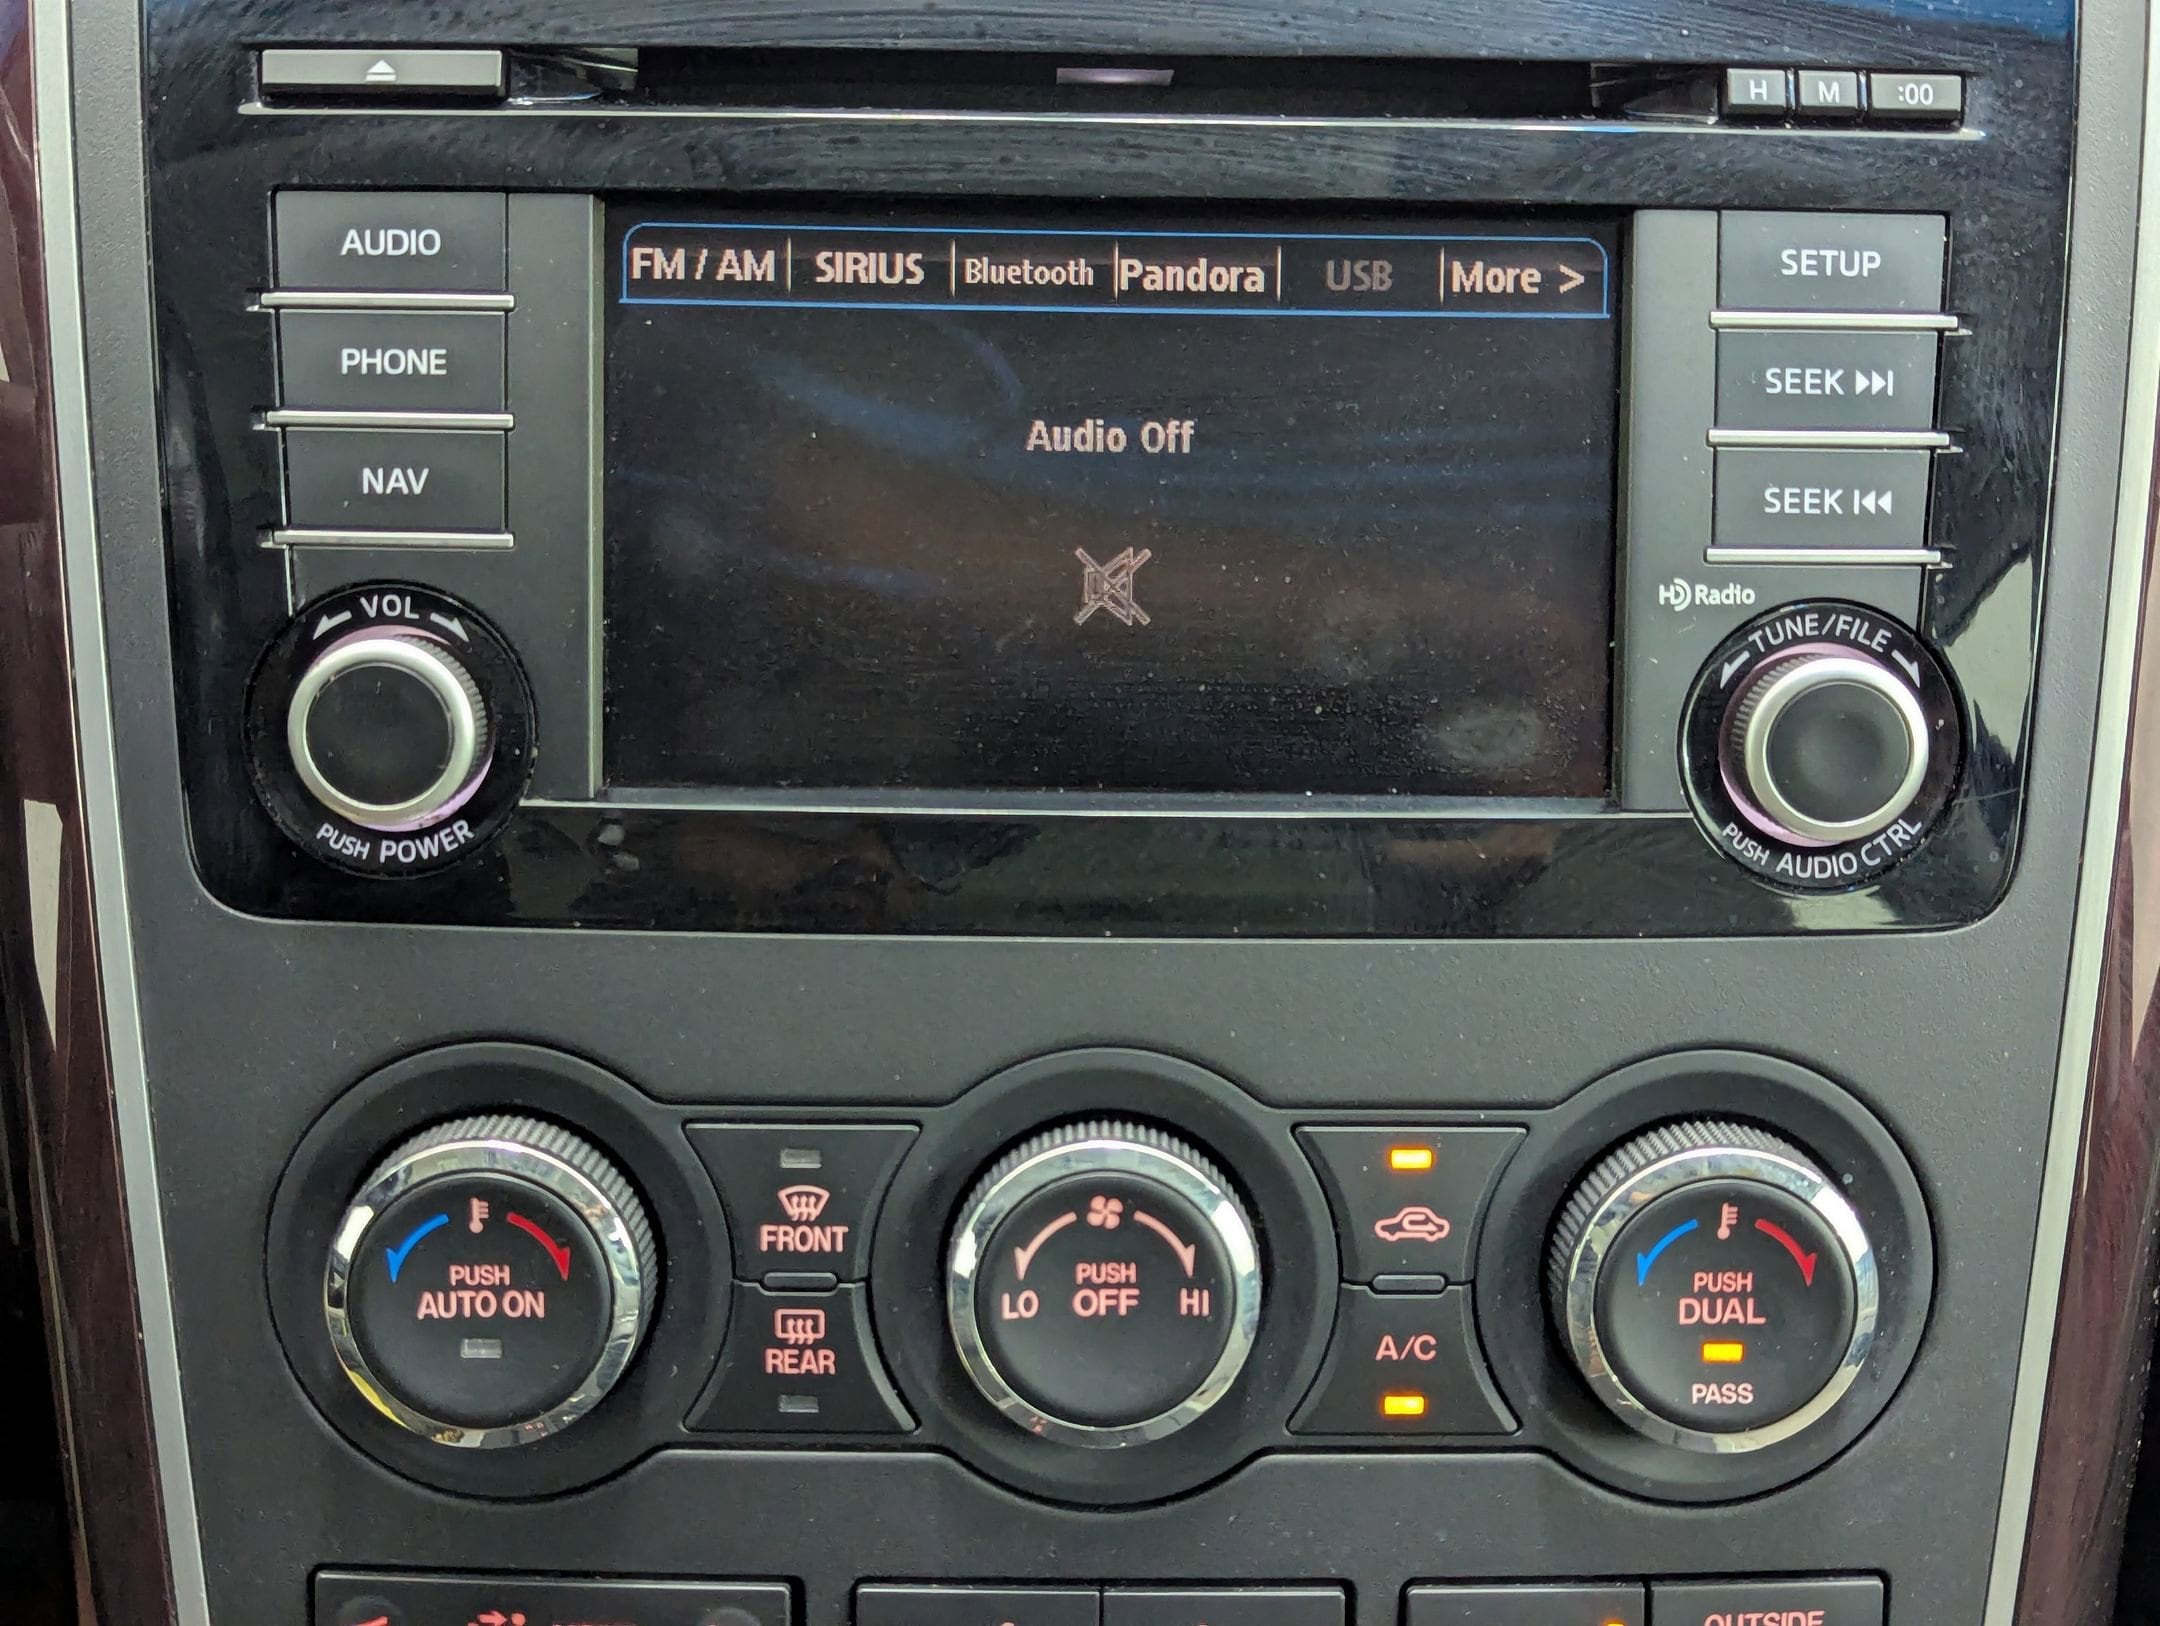 H M :00
AUDIO
PHONE
NAV
VOL
PUSH POWER
FM / AM SIRIUS Bluetooth Pandora USB More >
Audio Off
SETUP
SEEK
SEEK
HD Radio
TUNE/FILE
PUSH AUDIO CTRL
PUSH
AUTO ON
FRONT
REAR
PUSH
LO OFF HI
A/C
PUSH
DUAL
PASS
OUTSIDE